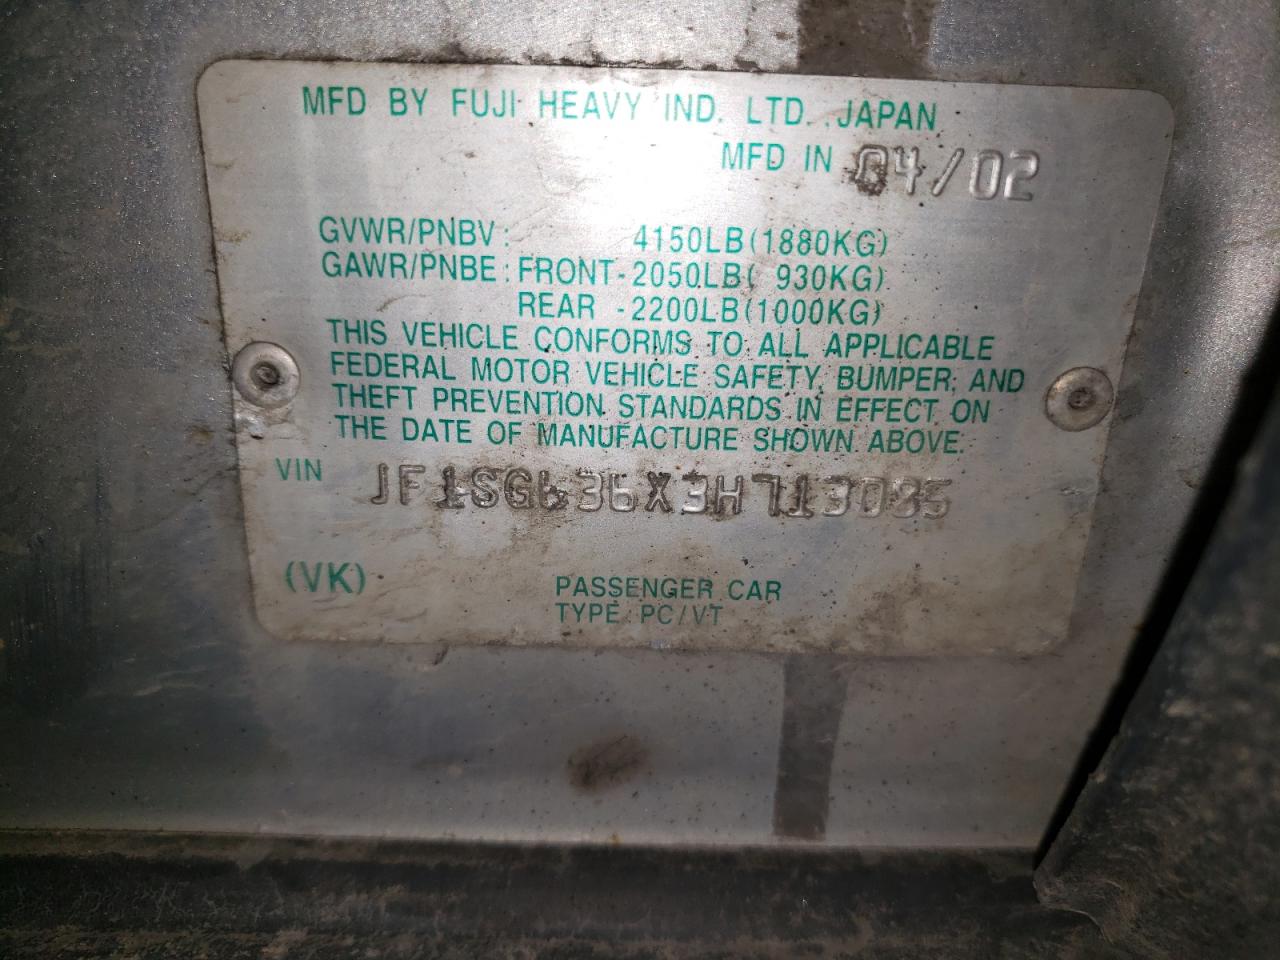 MFD BY FUJI HEAVY IND. LTD. JAPAN
MFD IN 04/02
GVWR/PNBV: 4150LB(1880KG)
GAWR/PNBE: FRONT-2050LB( 930KG)
REAR -2200LB(1000KG)
THIS VEHICLE CONFORMS TO ALL APPLICABLE
FEDERAL MOTOR VEHICLE SAFETY, BUMPER, AND
THEFT PREVENTION STANDARDS IN EFFECT ON
THE DATE OF MANUFACTURE SHOWN ABOVE.
VIN JF1SG636X3H713085
(VK) PASSENGER CAR
TYPE PC/VT